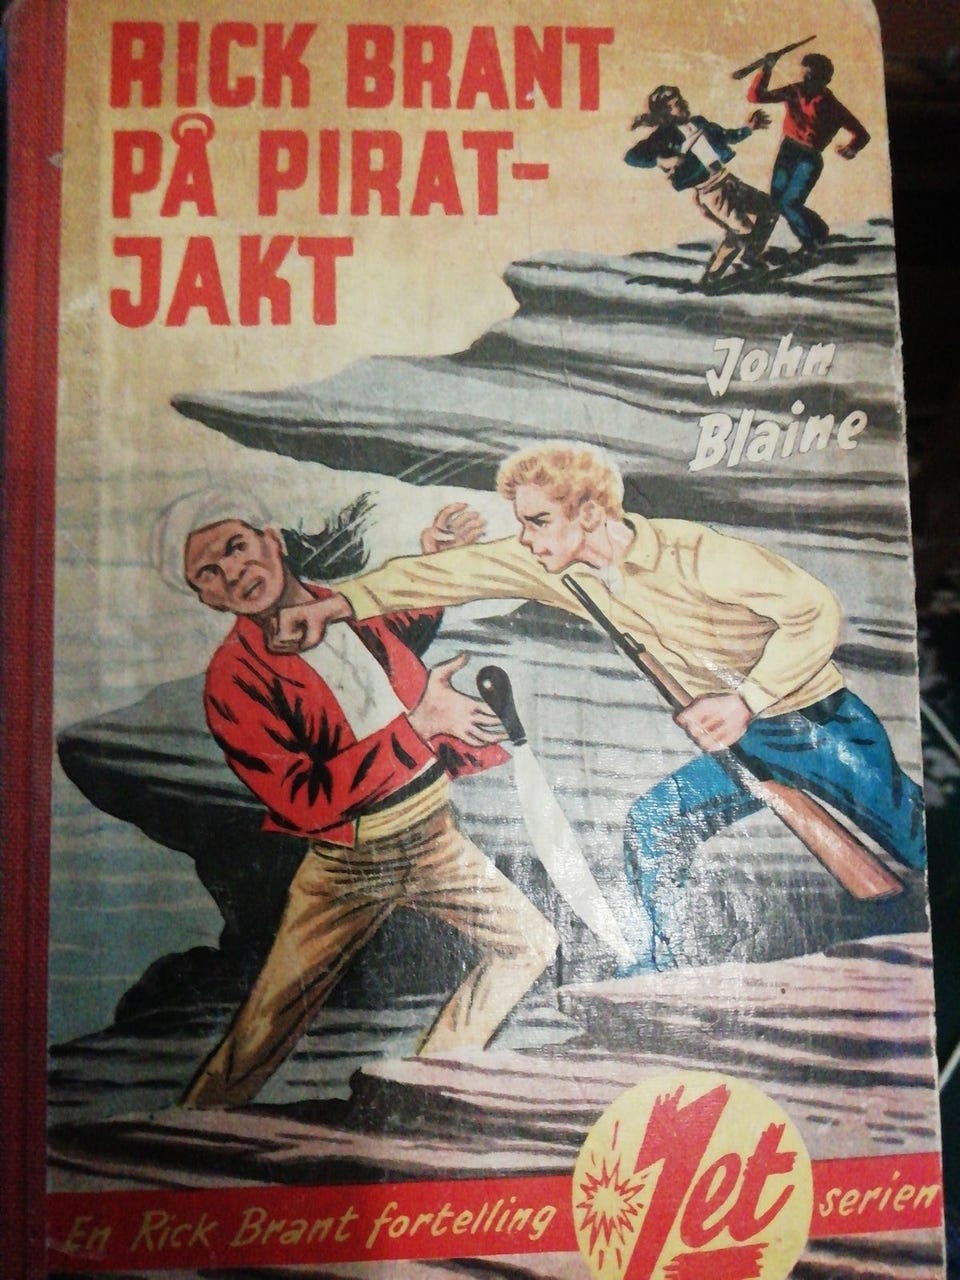 RICK BRANT
PÅ PIRAT-
JAKT
John
Blaine
En Rick Brant fortelling Jet serien